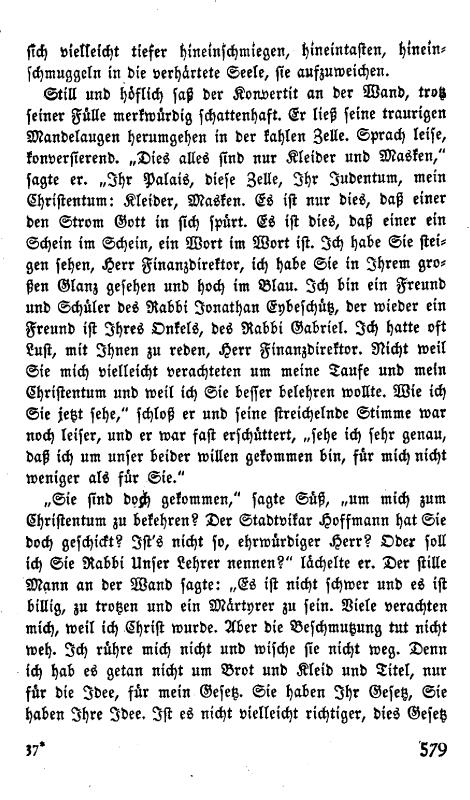 sich vielleicht tiefer hineinschmiegen, hineintasten, hinein-
schmuggeln in die verhärtete Seele, sie aufzuweichen.
Still und höflich saß der Konvertit an der Wand, trotz
seiner Fülle merkwürdig schattenhaft. Er ließ seine traurigen
Mandelaugen herumgehen in der kahlen Zelle. Sprach leise,
konversierend. „Dies alles sind nur Kleider und Masken,“
sagte er. „Ihr Palais, diese Zelle, Ihr Judentum, mein
Christentum: Kleider, Masken. Es ist nur dies, daß einer
den Strom Gott in sich spürt. Es ist dies, daß einer ein
Schein im Schein, ein Wort im Wort ist. Ich habe Sie stei-
gen sehen, Herr Finanzdirektor, ich habe Sie in Ihrem gro-
ßen Glanz gesehen und hoch im Blau. Ich bin ein Freund
und Schüler des Rabbi Jonathan Eybeschütz, der wieder ein
Freund ist Ihres Onkels, des Rabbi Gabriel. Ich hatte oft
Lust, mit Ihnen zu reden, Herr Finanzdirektor. Nicht weil
Sie mich vielleicht verachteten um meine Taufe und mein
Christentum und weil ich Sie besser belehren wollte. Wie ich
Sie jetzt sehe,“ schloß er und seine streichelnde Stimme war
noch leiser, und er war fast erschüttert, „sehe ich sehr genau,
daß ich um unser beider willen gekommen bin, für mich nicht
weniger als für Sie.“
„Sie sind doch gekommen,“ sagte Süß, „um mich zum
Christentum zu bekehren? Der Stadtvikar Hoffmann hat Sie
doch geschickt? Ist's nicht so, ehrwürdiger Herr? Oder soll
ich Sie Rabbi Unser Lehrer nennen?“ lächelte er. Der stille
Mann an der Wand sagte: „Es ist nicht schwer und es ist
billig, zu trotzen und ein Märtyrer zu sein. Viele verachten
mich, weil ich Christ wurde. Aber die Beschmutzung tut nicht
weh. Ich rühre mich nicht und wische sie nicht weg. Denn
ich hab es getan nicht um Brot und Kleid und Titel, nur
für die Idee, für mein Gesetz. Sie haben Ihr Gesetz, Sie
haben Ihre Idee. Ist es nicht vielleicht richtiger, dies Gesetz
37* 579